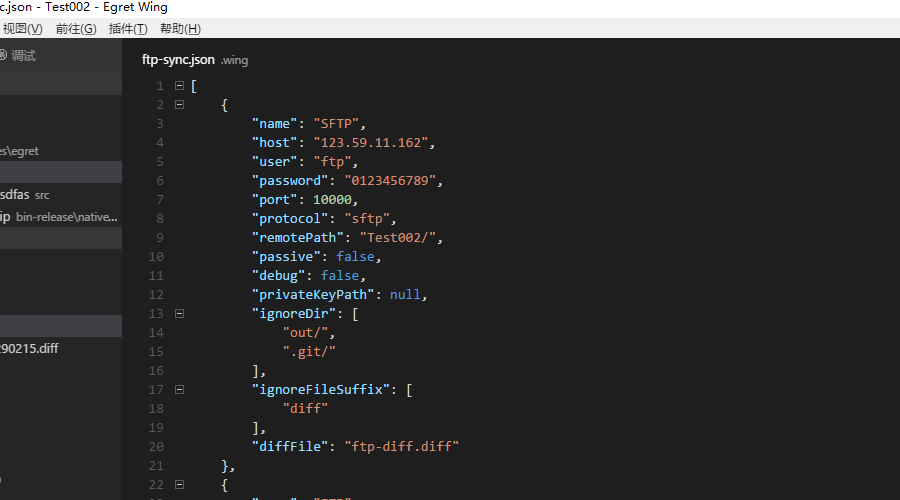 c.json - Test002 - Egret Wing
视图(V) 前往(G) 插件(T) 帮助(H)
调试
ftp-sync.json .wing
es\egret
sdfas src
ip bin-release\native...
290215.diff
1 [
2 {
3 "name": "SFTP",
4 "host": "123.59.11.162",
5 "user": "ftp",
6 "password": "0123456789",
7 "port": 10000,
8 "protocol": "sftp",
9 "remotePath": "Test002/",
10 "passive": false,
11 "debug": false,
12 "privateKeyPath": null,
13 "ignoreDir": [
14 "out/",
15 ".git/"
16 ],
17 "ignoreFileSuffix": [
18 "diff"
19 ],
20 "diffFile": "ftp-diff.diff"
21 },
22 {